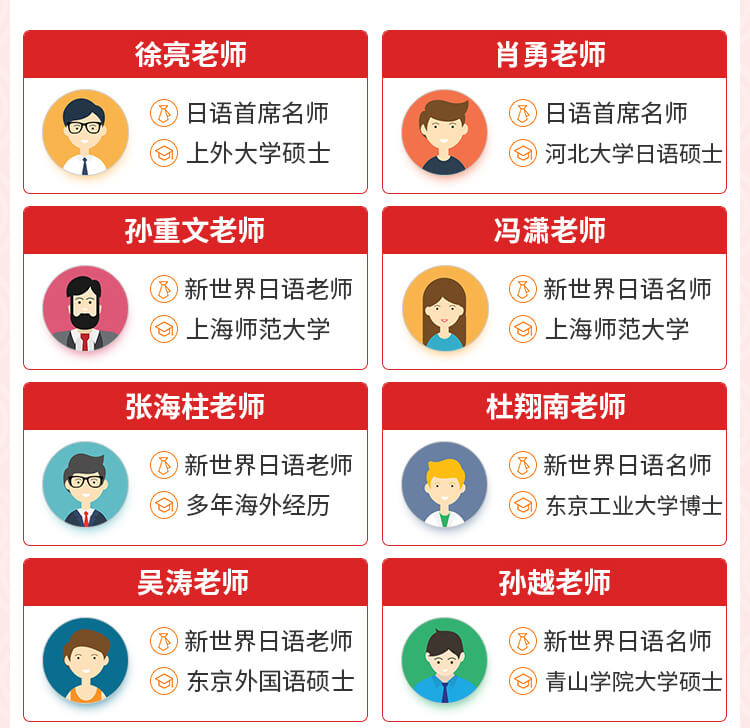 徐亮老师
日语首席名师
上外大学硕士
肖勇老师
日语首席名师
河北大学日语硕士
孙重文老师
新世界日语老师
上海师范大学
冯潇老师
新世界日语名师
上海师范大学
张海柱老师
新世界日语老师
多年海外经历
杜翔南老师
新世界日语名师
东京工业大学博士
吴涛老师
新世界日语老师
东京外国语硕士
孙越老师
新世界日语名师
青山学院大学硕士